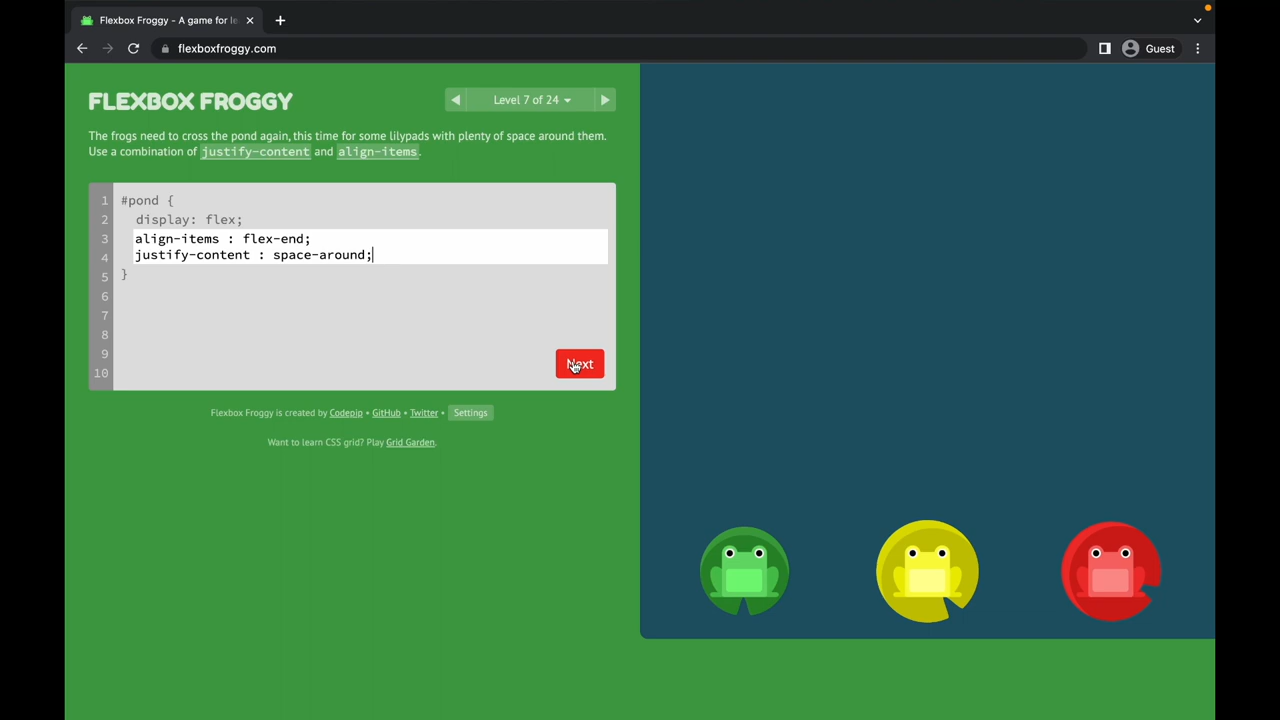 Flexbox Froggy - A game for le
flexboxfroggy.com
Guest
FLEXBOX FROGGY
Level 7 of 24
The frogs need to cross the pond again, this time for some lilypads with plenty of space around them.
Use a combination of justify-content and align-items.
1 #pond {
2 display: flex;
3 align-items : flex-end;
4 justify-content : space-around;
5 }
6
7
8
9
10
Next
Flexbox Froggy is created by Codepip • GitHub • Twitter • Settings
Want to learn CSS grid? Play Grid Garden.